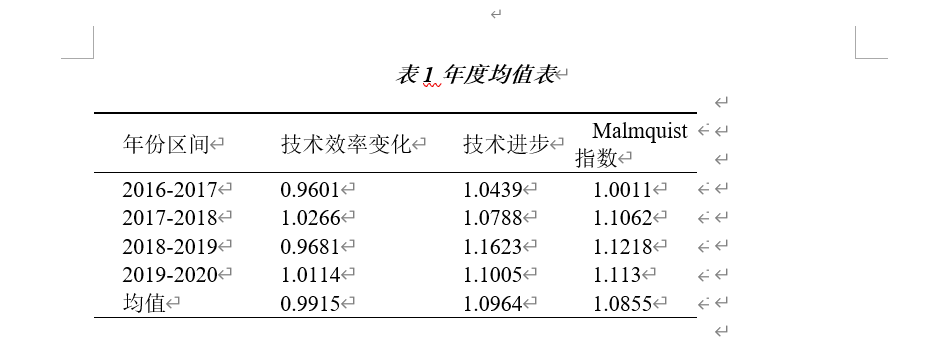 表 1 年度均值表
年份区间 技术效率变化 技术进步 Malmquist
指数
2016-2017 0.9601 1.0439 1.0011
2017-2018 1.0266 1.0788 1.1062
2018-2019 0.9681 1.1623 1.1218
2019-2020 1.0114 1.1005 1.113
均值 0.9915 1.0964 1.0855